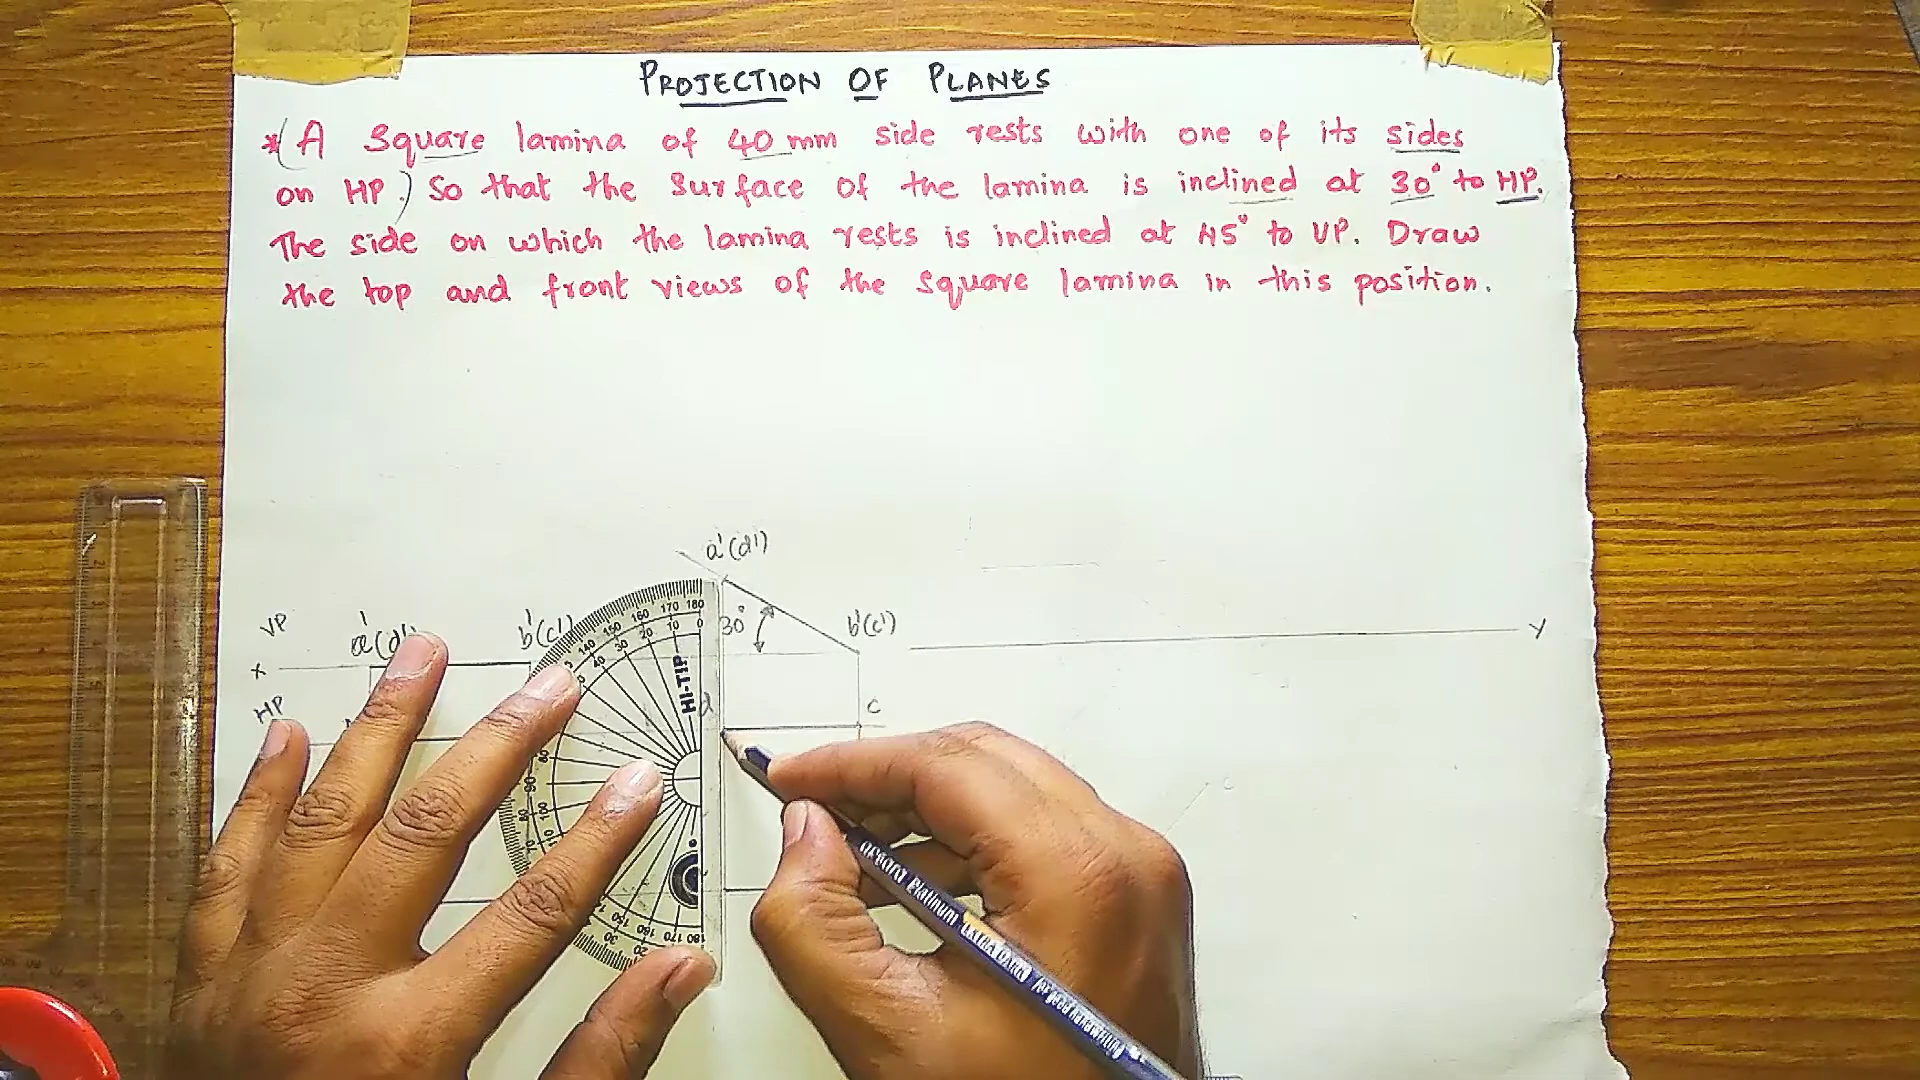 PROJECTION OF PLANES
*(A Square lamina of 40 mm side rests with one of its sides
on HP.) So that the Surface of the lamina is inclined at 30° to HP.
The side on which the lamina rests is inclined at 45° to VP. Draw
the top and front views of the square lamina in this position.
a'(d')
VP a'(d') b'(c') 30° b'(c') Y
X
HP d c
HI-TIP
Platinum EXTRA DARK